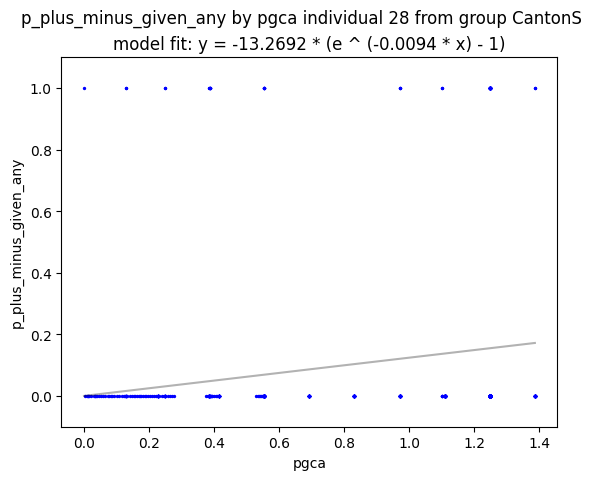 p_plus_minus_given_any by pgca individual 28 from group CantonS
model fit: y = -13.2692 * (e ^ (-0.0094 * x) - 1)
1.0
0.8
0.6
0.4
0.2
0.0
p_plus_minus_given_any
0.0 0.2 0.4 0.6 0.8 1.0 1.2 1.4
pgca